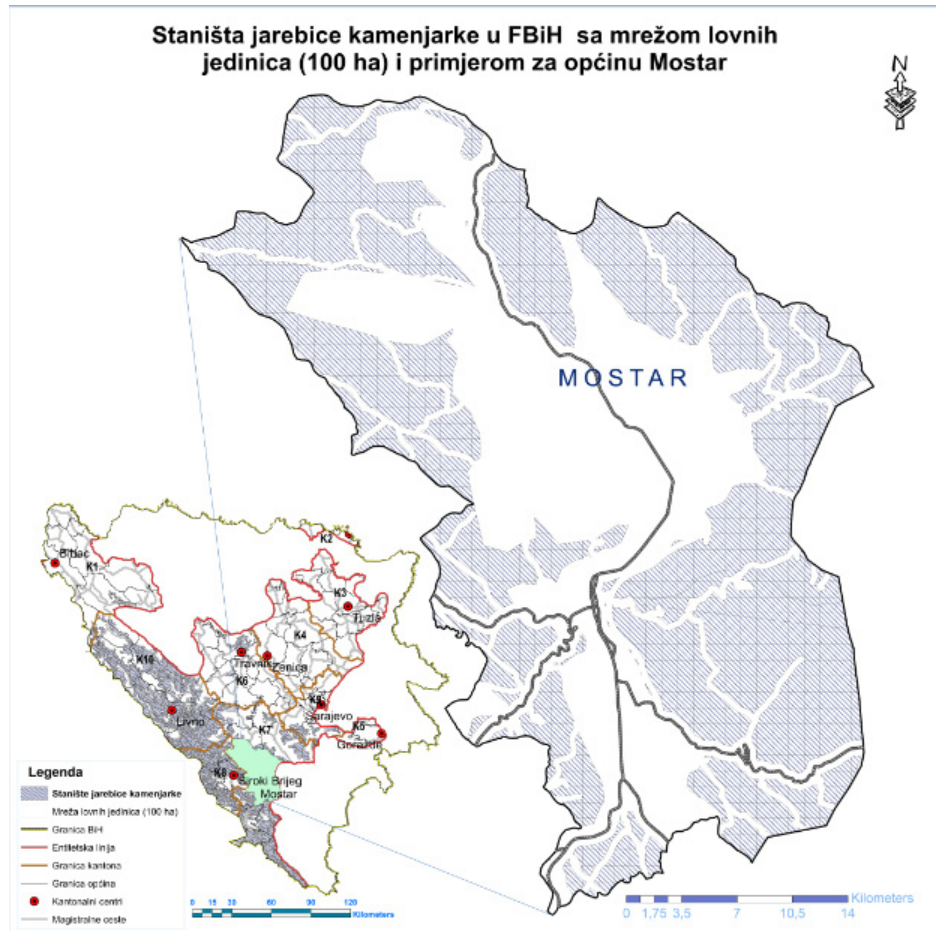 Staništa jarebice kamenjarke u FBiH sa mrežom lovnih
jedinica (100 ha) i primjerom za općinu Mostar
N
MOSTAR
K2
Bihac
K1
K3
Tuzla
K4
K10
Travnik
Zenica
K6
K9
Sarajevo
K5
Goražde
Livno
K7
K8
Siroki Brijeg
Mostar
Legenda
Stanište jarebice kamenjarke
Mreža lovnih jedinica (100 ha)
Granica BiH
Entitetska linija
Granica kantona
Granica općina
Kantonalni centri
Magistralne ceste
0 15 30 60 90 120
Kilometers
Kilometers
0 1,75 3,5 7 10,5 14